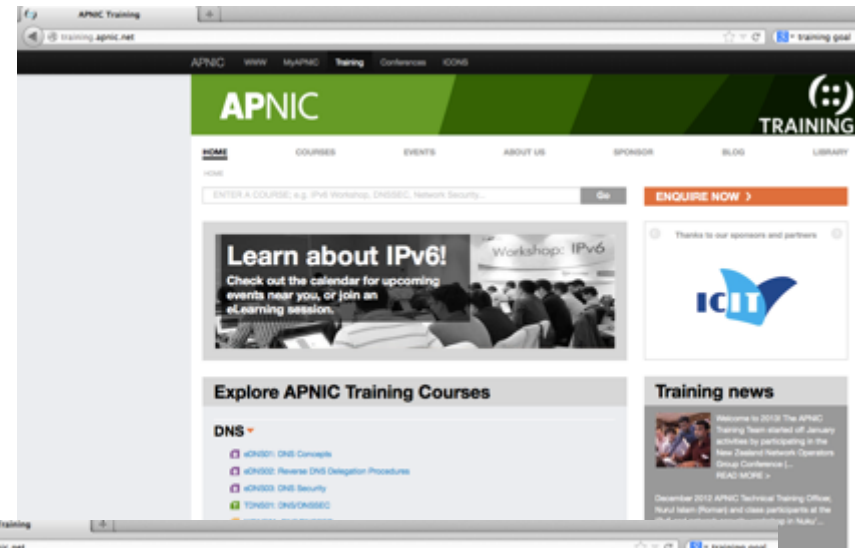 APNIC Training
training.apnic.net
training goal
APNIC WWW MyAPNIC Training Conferences ICONS
APNIC
(::)
TRAINING
HOME COURSES EVENTS ABOUT US SPONSOR BLOG LIBRARY
HOME
ENTER A COURSE; e.g. IPv6 Workshop, DNSSEC, Network Security...
Go
ENQUIRE NOW >
Learn about IPv6!
Check out the calendar for upcoming
events near you, or join an
eLearning session.
Workshop: IPv6
Thanks to our sponsors and partners
ICIT
Explore APNIC Training Courses
DNS
eDNS01: DNS Concepts
eDNS02: Reverse DNS Delegation Procedures
eDNS03: DNS Security
TDNS01: DNS/DNSSEC
Training news
Welcome to 2013! The APNIC
Training Team started off January
activities by participating in the
New Zealand Network Operators
Group Conference (...
READ MORE >
December 2012 APNIC Technical Training Officer,
Nurul Islam (Roman) and class participants at the
in Nuku'...
Training
nic.net
training goal